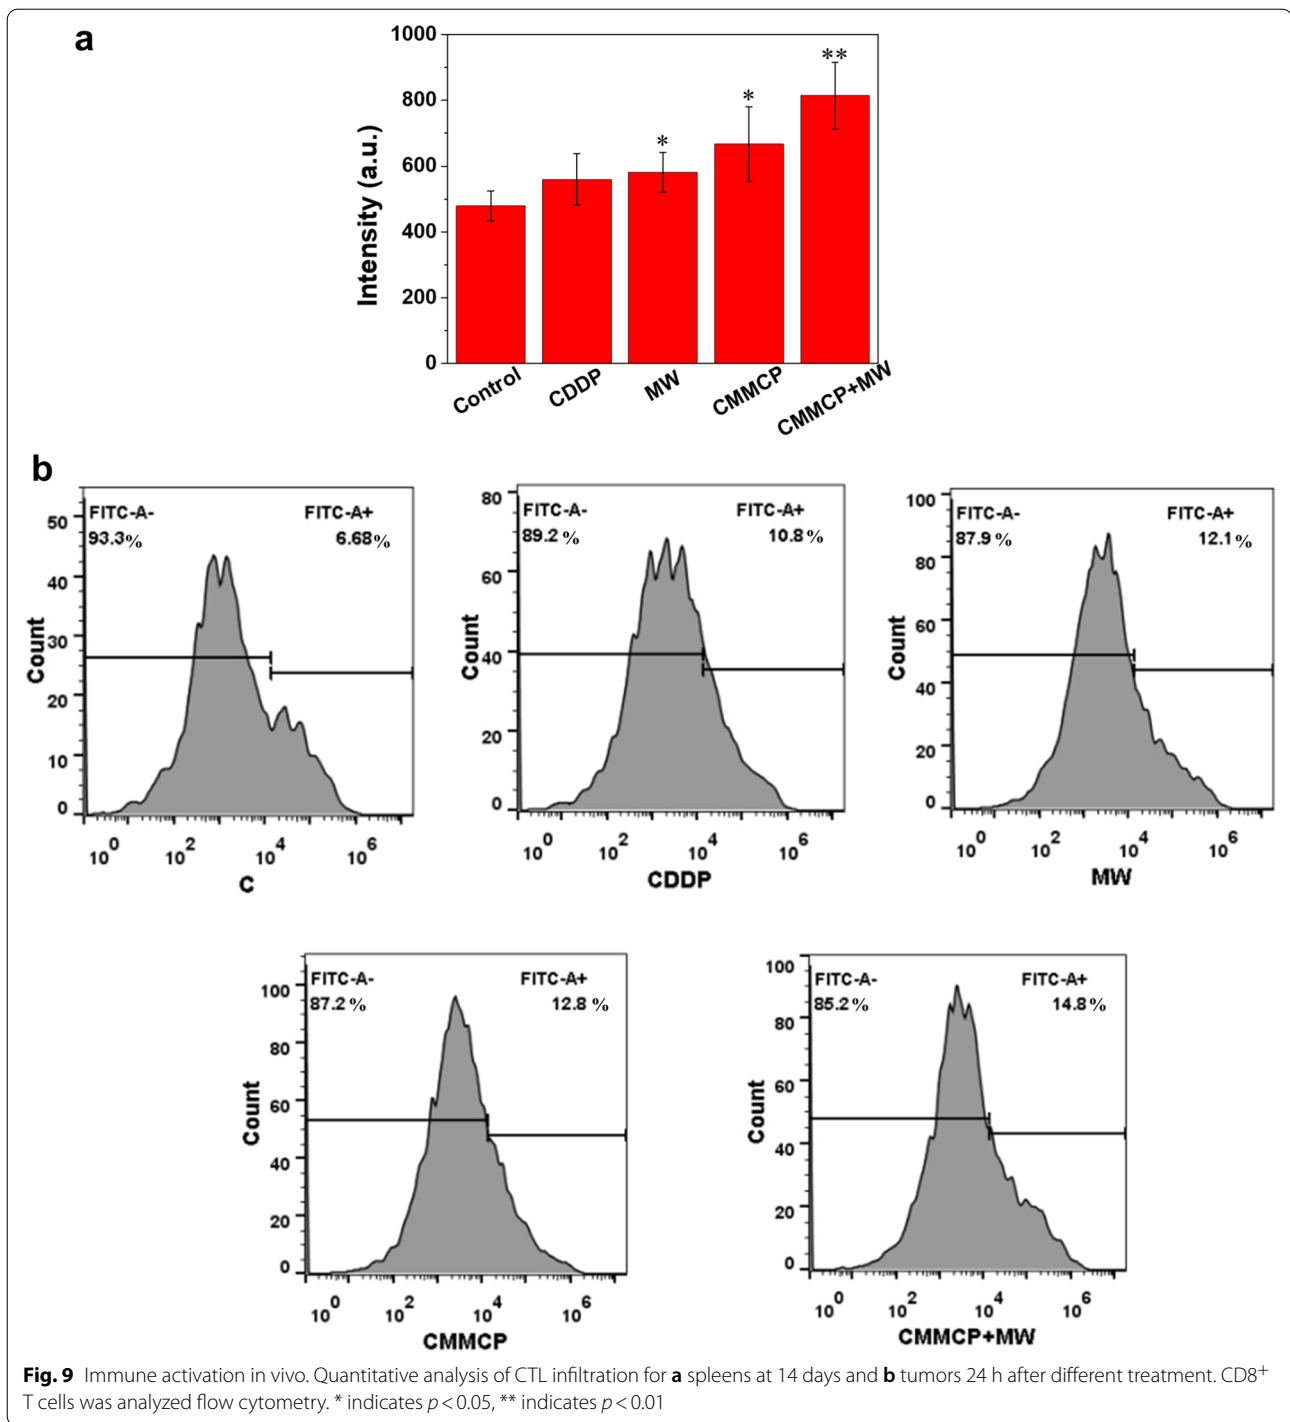 a
1000
800
600
400
200
0
Intensity (a.u.)
*
*
**
Control
CDDP
MW
CMMCP
CMMCP+MW
b
FITC-A-
93.3%
FITC-A+
6.68%
50
40
30
20
10
0
Count
10^0 10^2 10^4 10^6
C
FITC-A-
89.2 %
FITC-A+
10.8 %
80
60
40
20
0
Count
10^0 10^2 10^4 10^6
CDDP
FITC-A-
87.9 %
FITC-A+
12.1 %
100
80
60
40
20
0
Count
10^0 10^2 10^4 10^6
MW
FITC-A-
87.2 %
FITC-A+
12.8 %
100
80
60
40
20
0
Count
10^0 10^2 10^4 10^6
CMMCP
FITC-A-
85.2 %
FITC-A+
14.8 %
100
80
60
40
20
0
Count
10^0 10^2 10^4 10^6
CMMCP+MW
Fig. 9 Immune activation in vivo. Quantitative analysis of CTL infiltration for a spleens at 14 days and b tumors 24 h after different treatment. CD8+
T cells was analyzed flow cytometry. * indicates p < 0.05, ** indicates p < 0.01